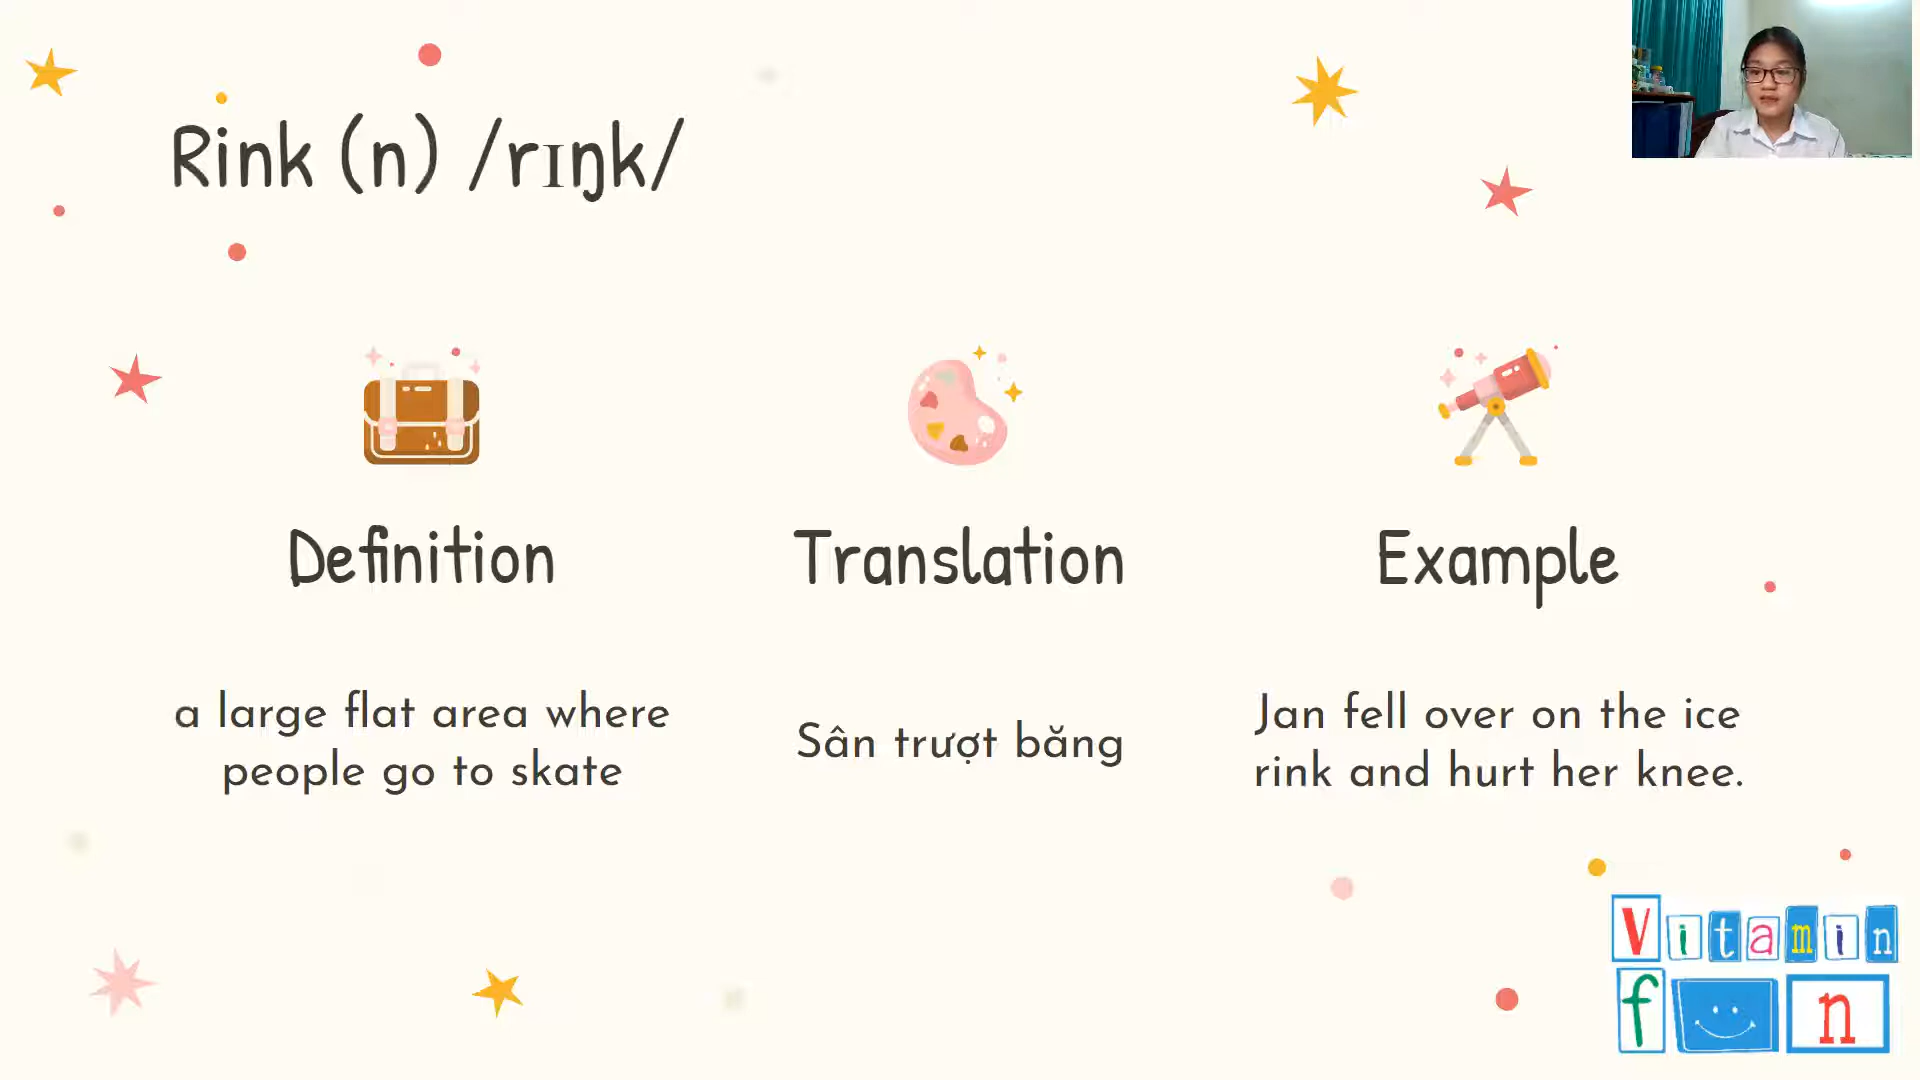 Rink (n) /rɪŋk/
Definition
a large flat area where
people go to skate
Translation
Sân trượt băng
Example
Jan fell over on the ice
rink and hurt her knee.
Vitamin
fun